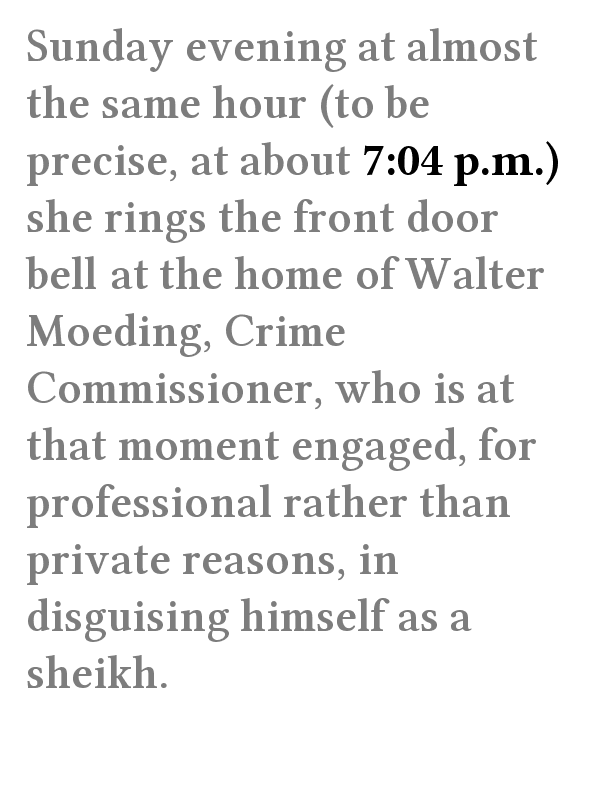 Sunday evening at almost
the same hour (to be
precise, at about 7:04 p.m.)
she rings the front door
bell at the home of Walter
Moeding, Crime
Commissioner, who is at
that moment engaged, for
professional rather than
private reasons, in
disguising himself as a
sheikh.